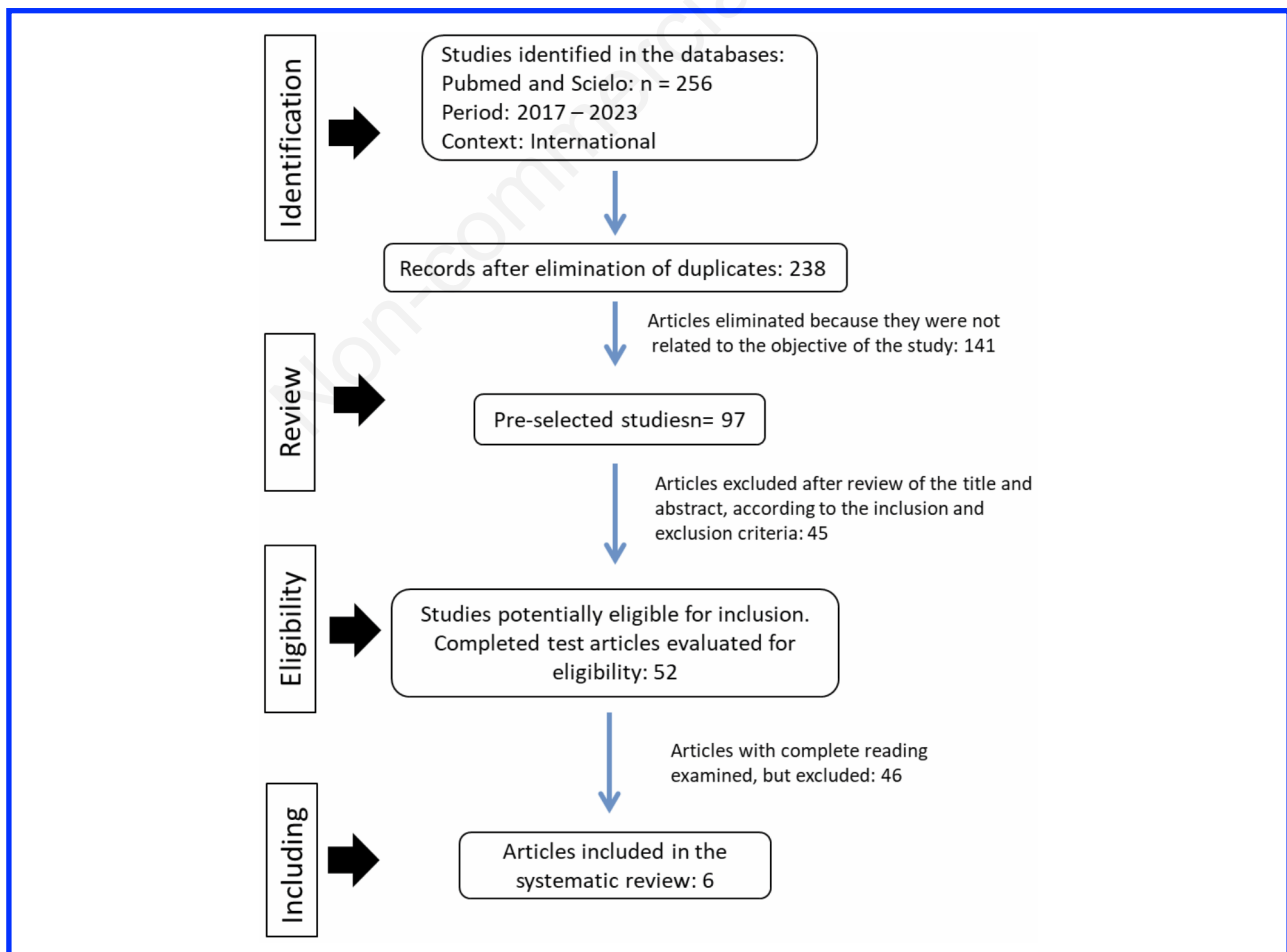 Identification
Studies identified in the databases:
Pubmed and Scielo: n = 256
Period: 2017 – 2023
Context: International
Records after elimination of duplicates: 238
Articles eliminated because they were not
related to the objective of the study: 141
Review
Pre-selected studiesn= 97
Articles excluded after review of the title and
abstract, according to the inclusion and
exclusion criteria: 45
Eligibility
Studies potentially eligible for inclusion.
Completed test articles evaluated for
eligibility: 52
Articles with complete reading
examined, but excluded: 46
Including
Articles included in the
systematic review: 6
Non-commercia